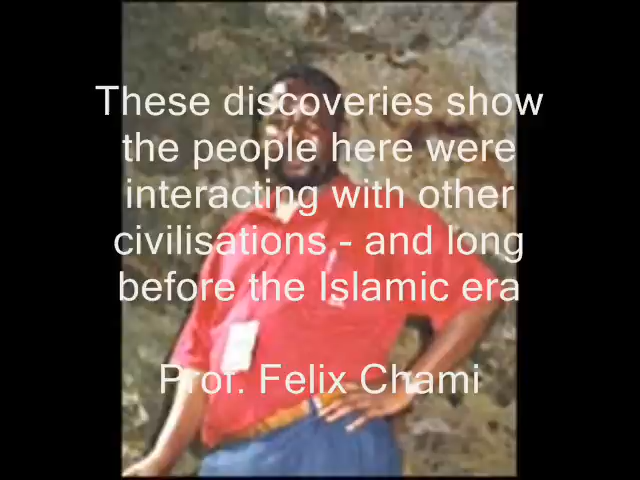 These discoveries show
the people here were
interacting with other
civilisations - and long
before the Islamic era
Prof. Felix Chami